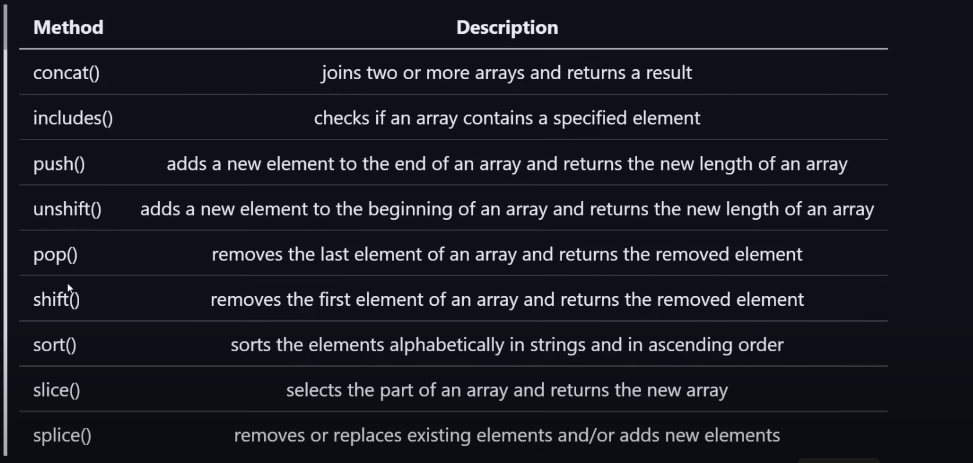 Method Description
concat() joins two or more arrays and returns a result
includes() checks if an array contains a specified element
push() adds a new element to the end of an array and returns the new length of an array
unshift() adds a new element to the beginning of an array and returns the new length of an array
pop() removes the last element of an array and returns the removed element
shift() removes the first element of an array and returns the removed element
sort() sorts the elements alphabetically in strings and in ascending order
slice() selects the part of an array and returns the new array
splice() removes or replaces existing elements and/or adds new elements